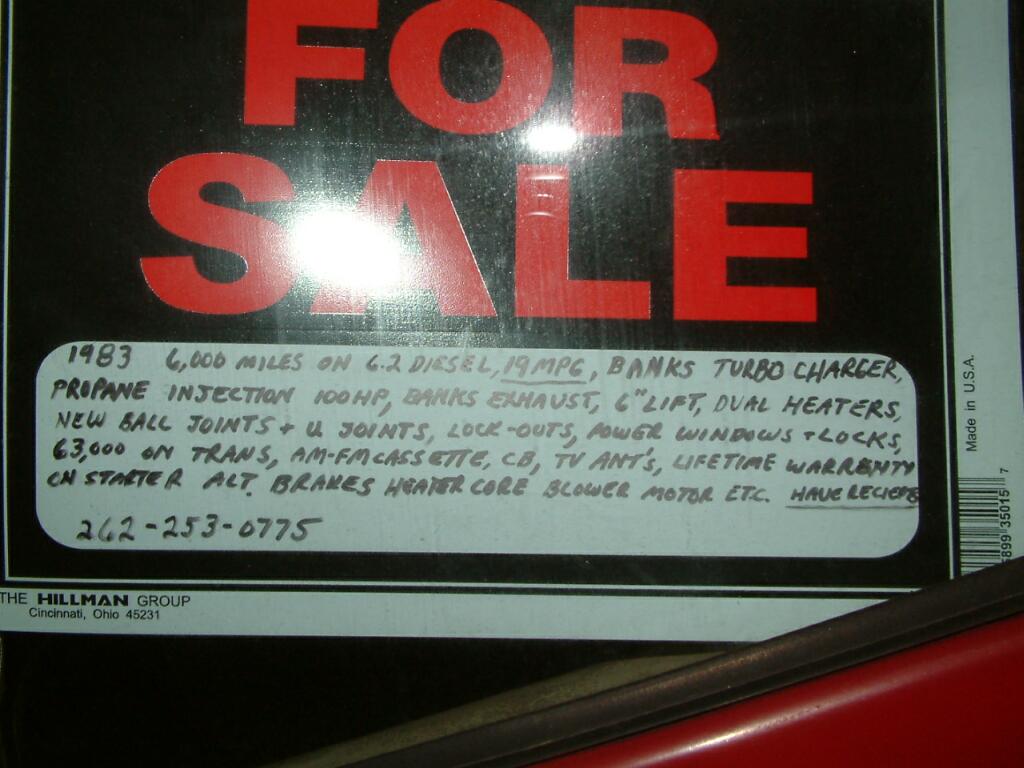 FOR
SALE
1983 6,000 MILES ON 6.2 DIESEL, 19 MPG, BANKS TURBO CHARGER,
PROPANE INJECTION 100HP, BANKS EXHAUST, 6" LIFT, DUAL HEATERS,
NEW BALL JOINTS + U JOINTS, LOCK-OUTS, POWER WINDOWS + LOCKS,
63,000 ON TRANS, AM-FM CASSETTE, CB, TV ANT'S, LIFETIME WARRENTY
ON STARTER ALT. BRAKES HEATER CORE BLOWER MOTOR ETC. HAVE RECIEPTS
262-253-0775
THE HILLMAN GROUP
Cincinnati, Ohio 45231
Made in U.S.A.
899 35015 7